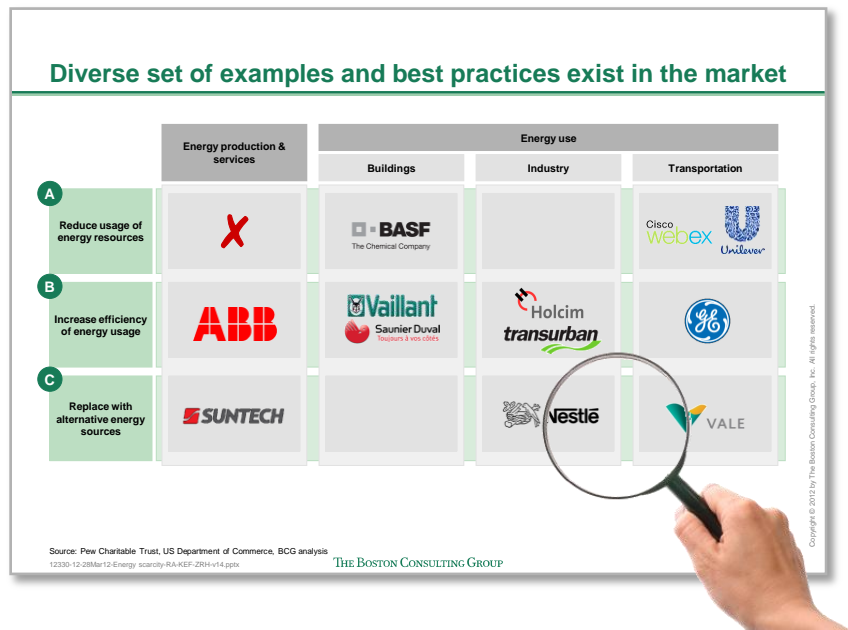 Diverse set of examples and best practices exist in the market
Energy production &
services
Energy use
Buildings
Industry
Transportation
A
Reduce usage of
energy resources
✗
BASF
The Chemical Company
Cisco
webex
Unilever
B
Increase efficiency
of energy usage
ABB
Vaillant
Saunier Duval
Toujours à vos côtés
Holcim
transurban
GE
C
Replace with
alternative energy
sources
SUNTECH
Nestlé
VALE
Source: Pew Charitable Trust, US Department of Commerce, BCG analysis
12330-12-28Mar12-Energy scarcity-RA-KEF-ZRH-v14.pptx
THE BOSTON CONSULTING GROUP
Copyright © 2012 by The Boston Consulting Group, Inc. All rights reserved.